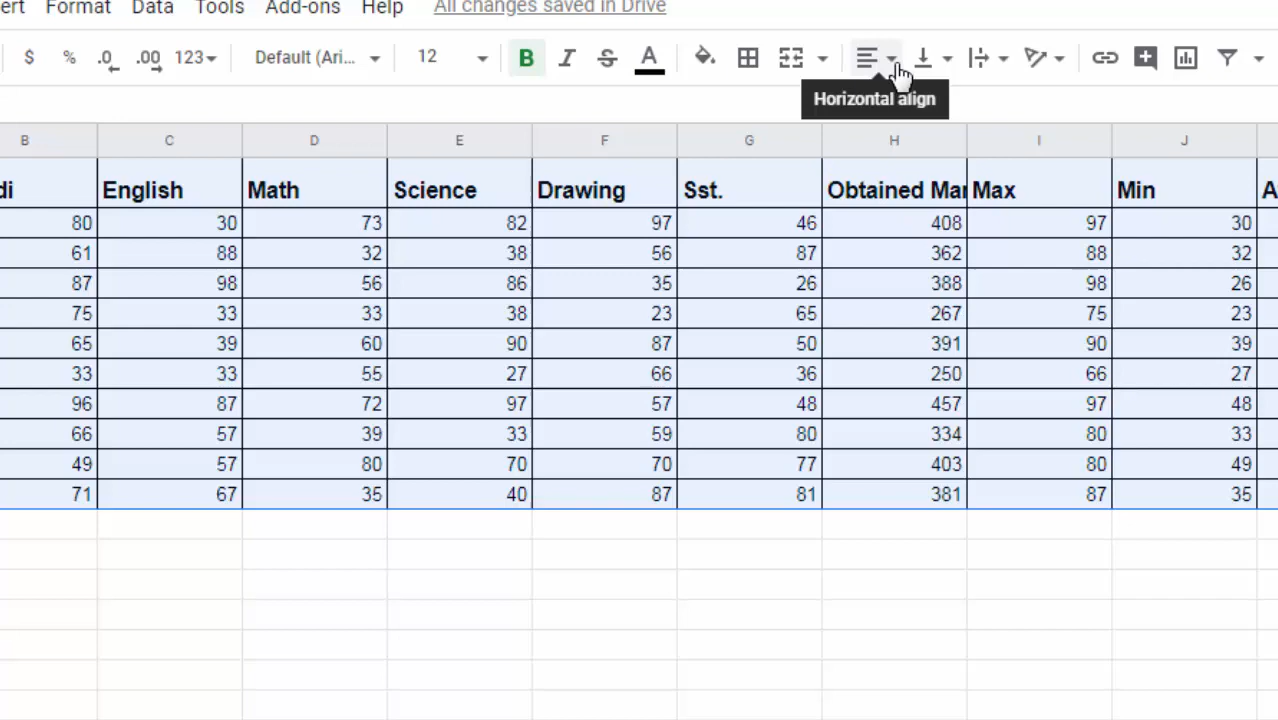 ert Format Data Tools Add-ons Help All changes saved in Drive
$ % .0 .00 123 Default (Ari... 12 B I S A
Horizontal align
B C D E F G H I J
di English Math Science Drawing Sst. Obtained Mar Max Min A
80 30 73 82 97 46 408 97 30
61 88 32 38 56 87 362 88 32
87 98 56 86 35 26 388 98 26
75 33 33 38 23 65 267 75 23
65 39 60 90 87 50 391 90 39
33 33 55 27 66 36 250 66 27
96 87 72 97 57 48 457 97 48
66 57 39 33 59 80 334 80 33
49 57 80 70 70 77 403 80 49
71 67 35 40 87 81 381 87 35